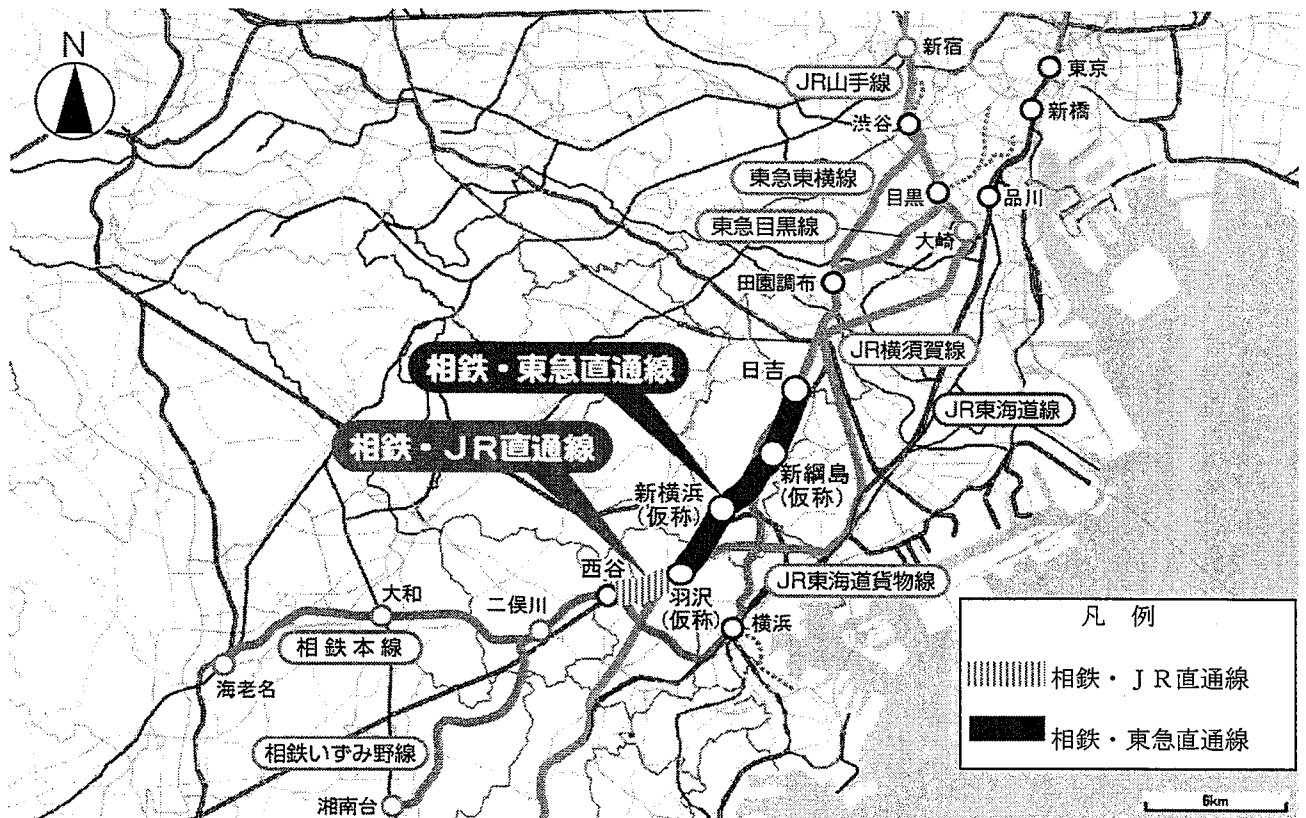 N
新宿
東京
JR山手線
新橋
渋谷
東急東横線
目黒
品川
東急目黒線
大崎
田園調布
JR横須賀線
相鉄・東急直通線
日吉
JR東海道線
相鉄・JR直通線
新綱島
(仮称)
新横浜
(仮称)
西谷
JR東海道貨物線
羽沢
(仮称)
大和
二俣川
横浜
相鉄本線
海老名
相鉄いずみ野線
湘南台
凡 例
相鉄・JR直通線
相鉄・東急直通線
6km